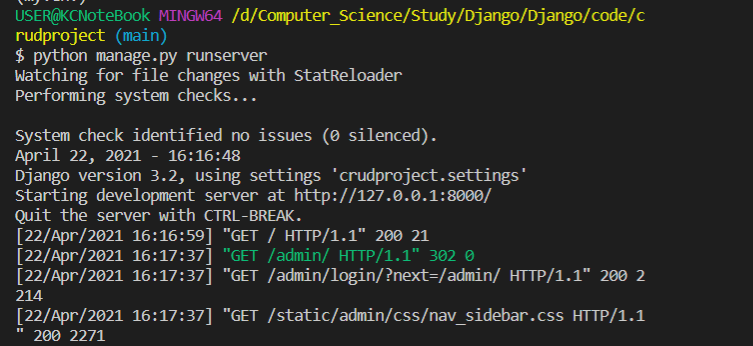 USER@KCNoteBook MINGW64 /d/Computer_Science/Study/Django/Django/code/c
rudproject (main)
$ python manage.py runserver
Watching for file changes with StatReloader
Performing system checks...
System check identified no issues (0 silenced).
April 22, 2021 - 16:16:48
Django version 3.2, using settings 'crudproject.settings'
Starting development server at http://127.0.0.1:8000/
Quit the server with CTRL-BREAK.
[22/Apr/2021 16:16:59] "GET / HTTP/1.1" 200 21
[22/Apr/2021 16:17:37] "GET /admin/ HTTP/1.1" 302 0
[22/Apr/2021 16:17:37] "GET /admin/login/?next=/admin/ HTTP/1.1" 200 2
214
[22/Apr/2021 16:17:37] "GET /static/admin/css/nav_sidebar.css HTTP/1.1
" 200 2271